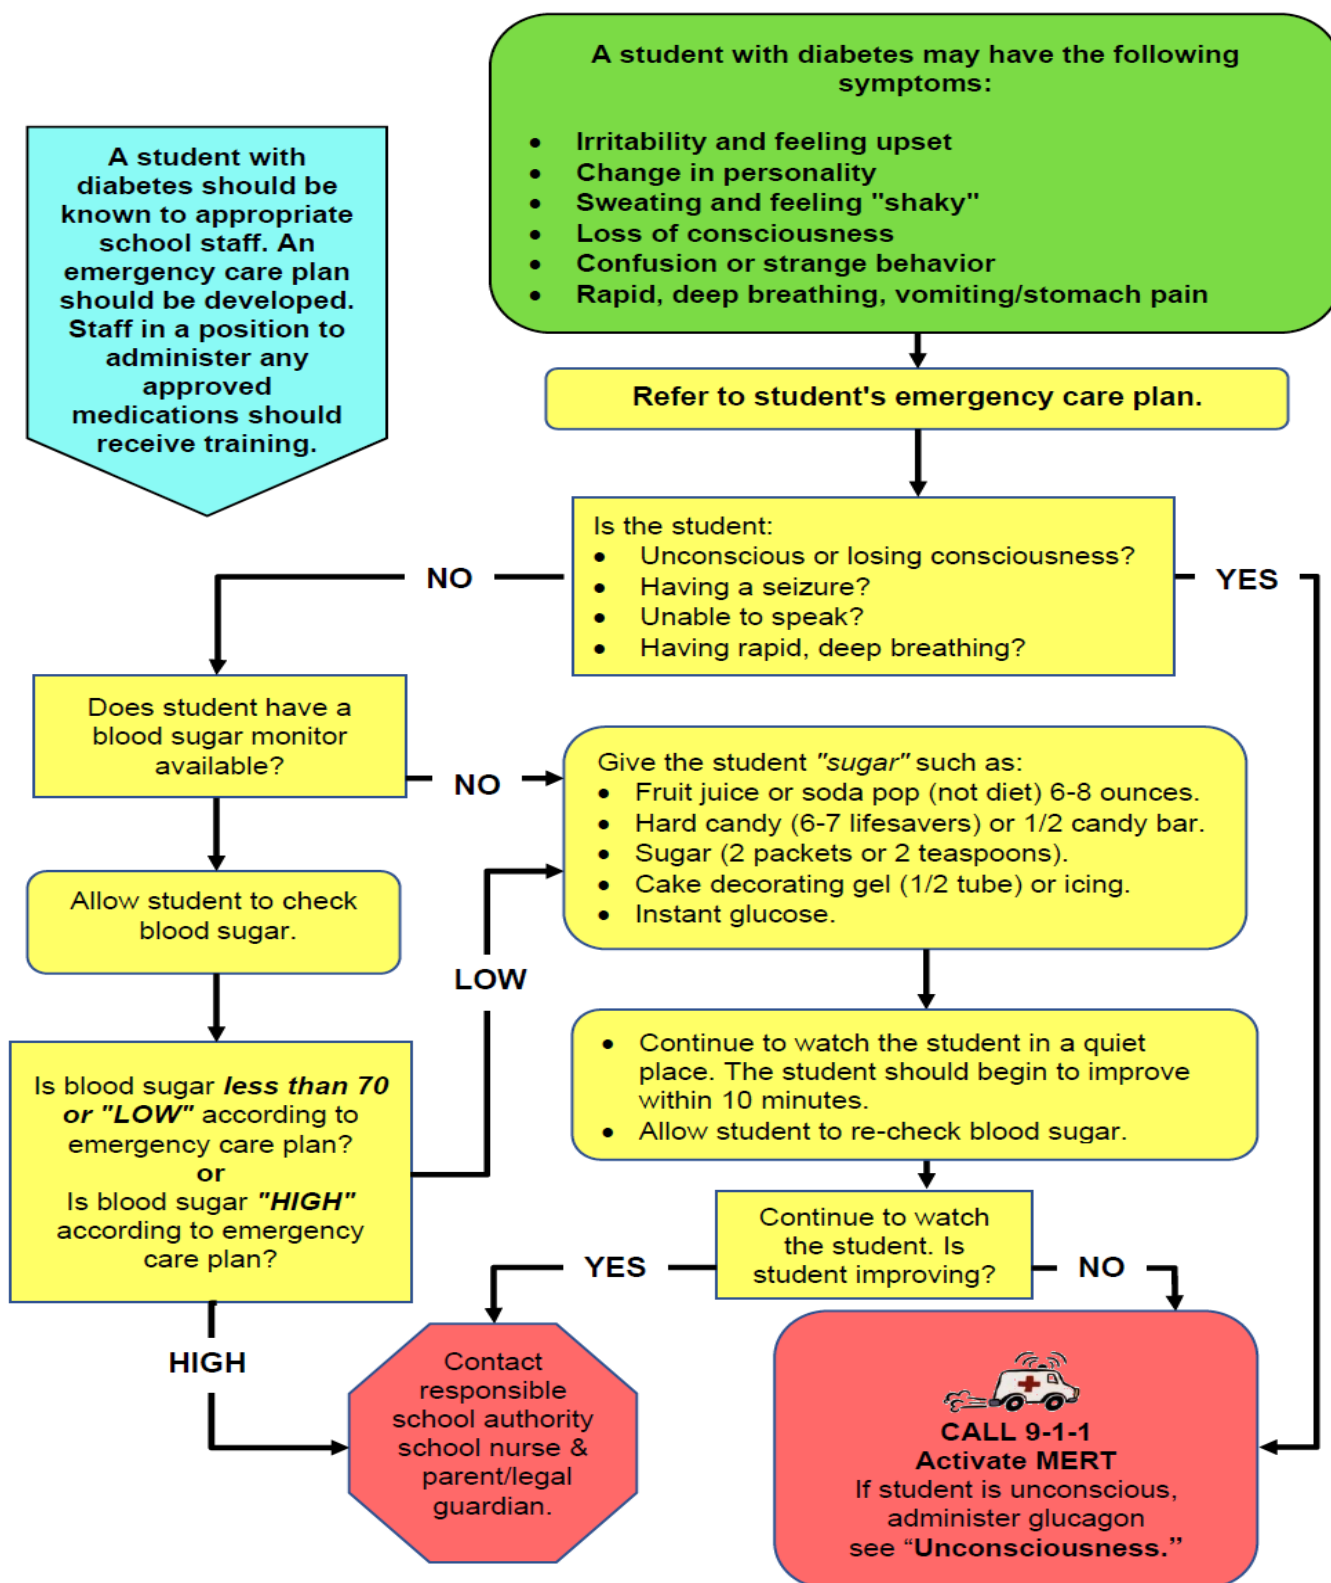 A student with diabetes may have the following
symptoms:
• Irritability and feeling upset
• Change in personality
• Sweating and feeling "shaky"
• Loss of consciousness
• Confusion or strange behavior
• Rapid, deep breathing, vomiting/stomach pain
A student with
diabetes should be
known to appropriate
school staff. An
emergency care plan
should be developed.
Staff in a position to
administer any
approved
medications should
receive training.
Refer to student's emergency care plan.
Is the student:
• Unconscious or losing consciousness?
• Having a seizure?
• Unable to speak?
• Having rapid, deep breathing?
NO
YES
Does student have a
blood sugar monitor
available?
NO
Give the student "sugar" such as:
• Fruit juice or soda pop (not diet) 6-8 ounces.
• Hard candy (6-7 lifesavers) or 1/2 candy bar.
• Sugar (2 packets or 2 teaspoons).
• Cake decorating gel (1/2 tube) or icing.
• Instant glucose.
Allow student to check
blood sugar.
LOW
• Continue to watch the student in a quiet
place. The student should begin to improve
within 10 minutes.
• Allow student to re-check blood sugar.
Is blood sugar less than 70
or "LOW" according to
emergency care plan?
or
Is blood sugar "HIGH"
according to emergency
care plan?
Continue to watch
the student. Is
student improving?
YES
NO
HIGH
Contact
responsible
school authority
school nurse &
parent/legal
guardian.
CALL 9-1-1
Activate MERT
If student is unconscious,
administer glucagon
see “Unconsciousness.”